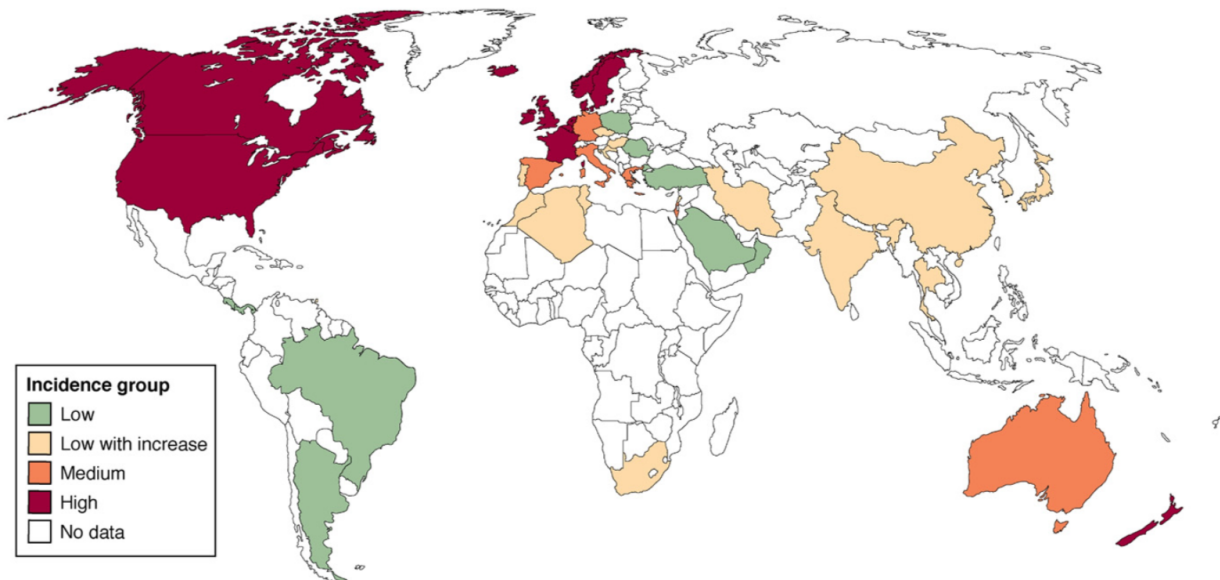 Incidence group
Low
Low with increase
Medium
High
No data